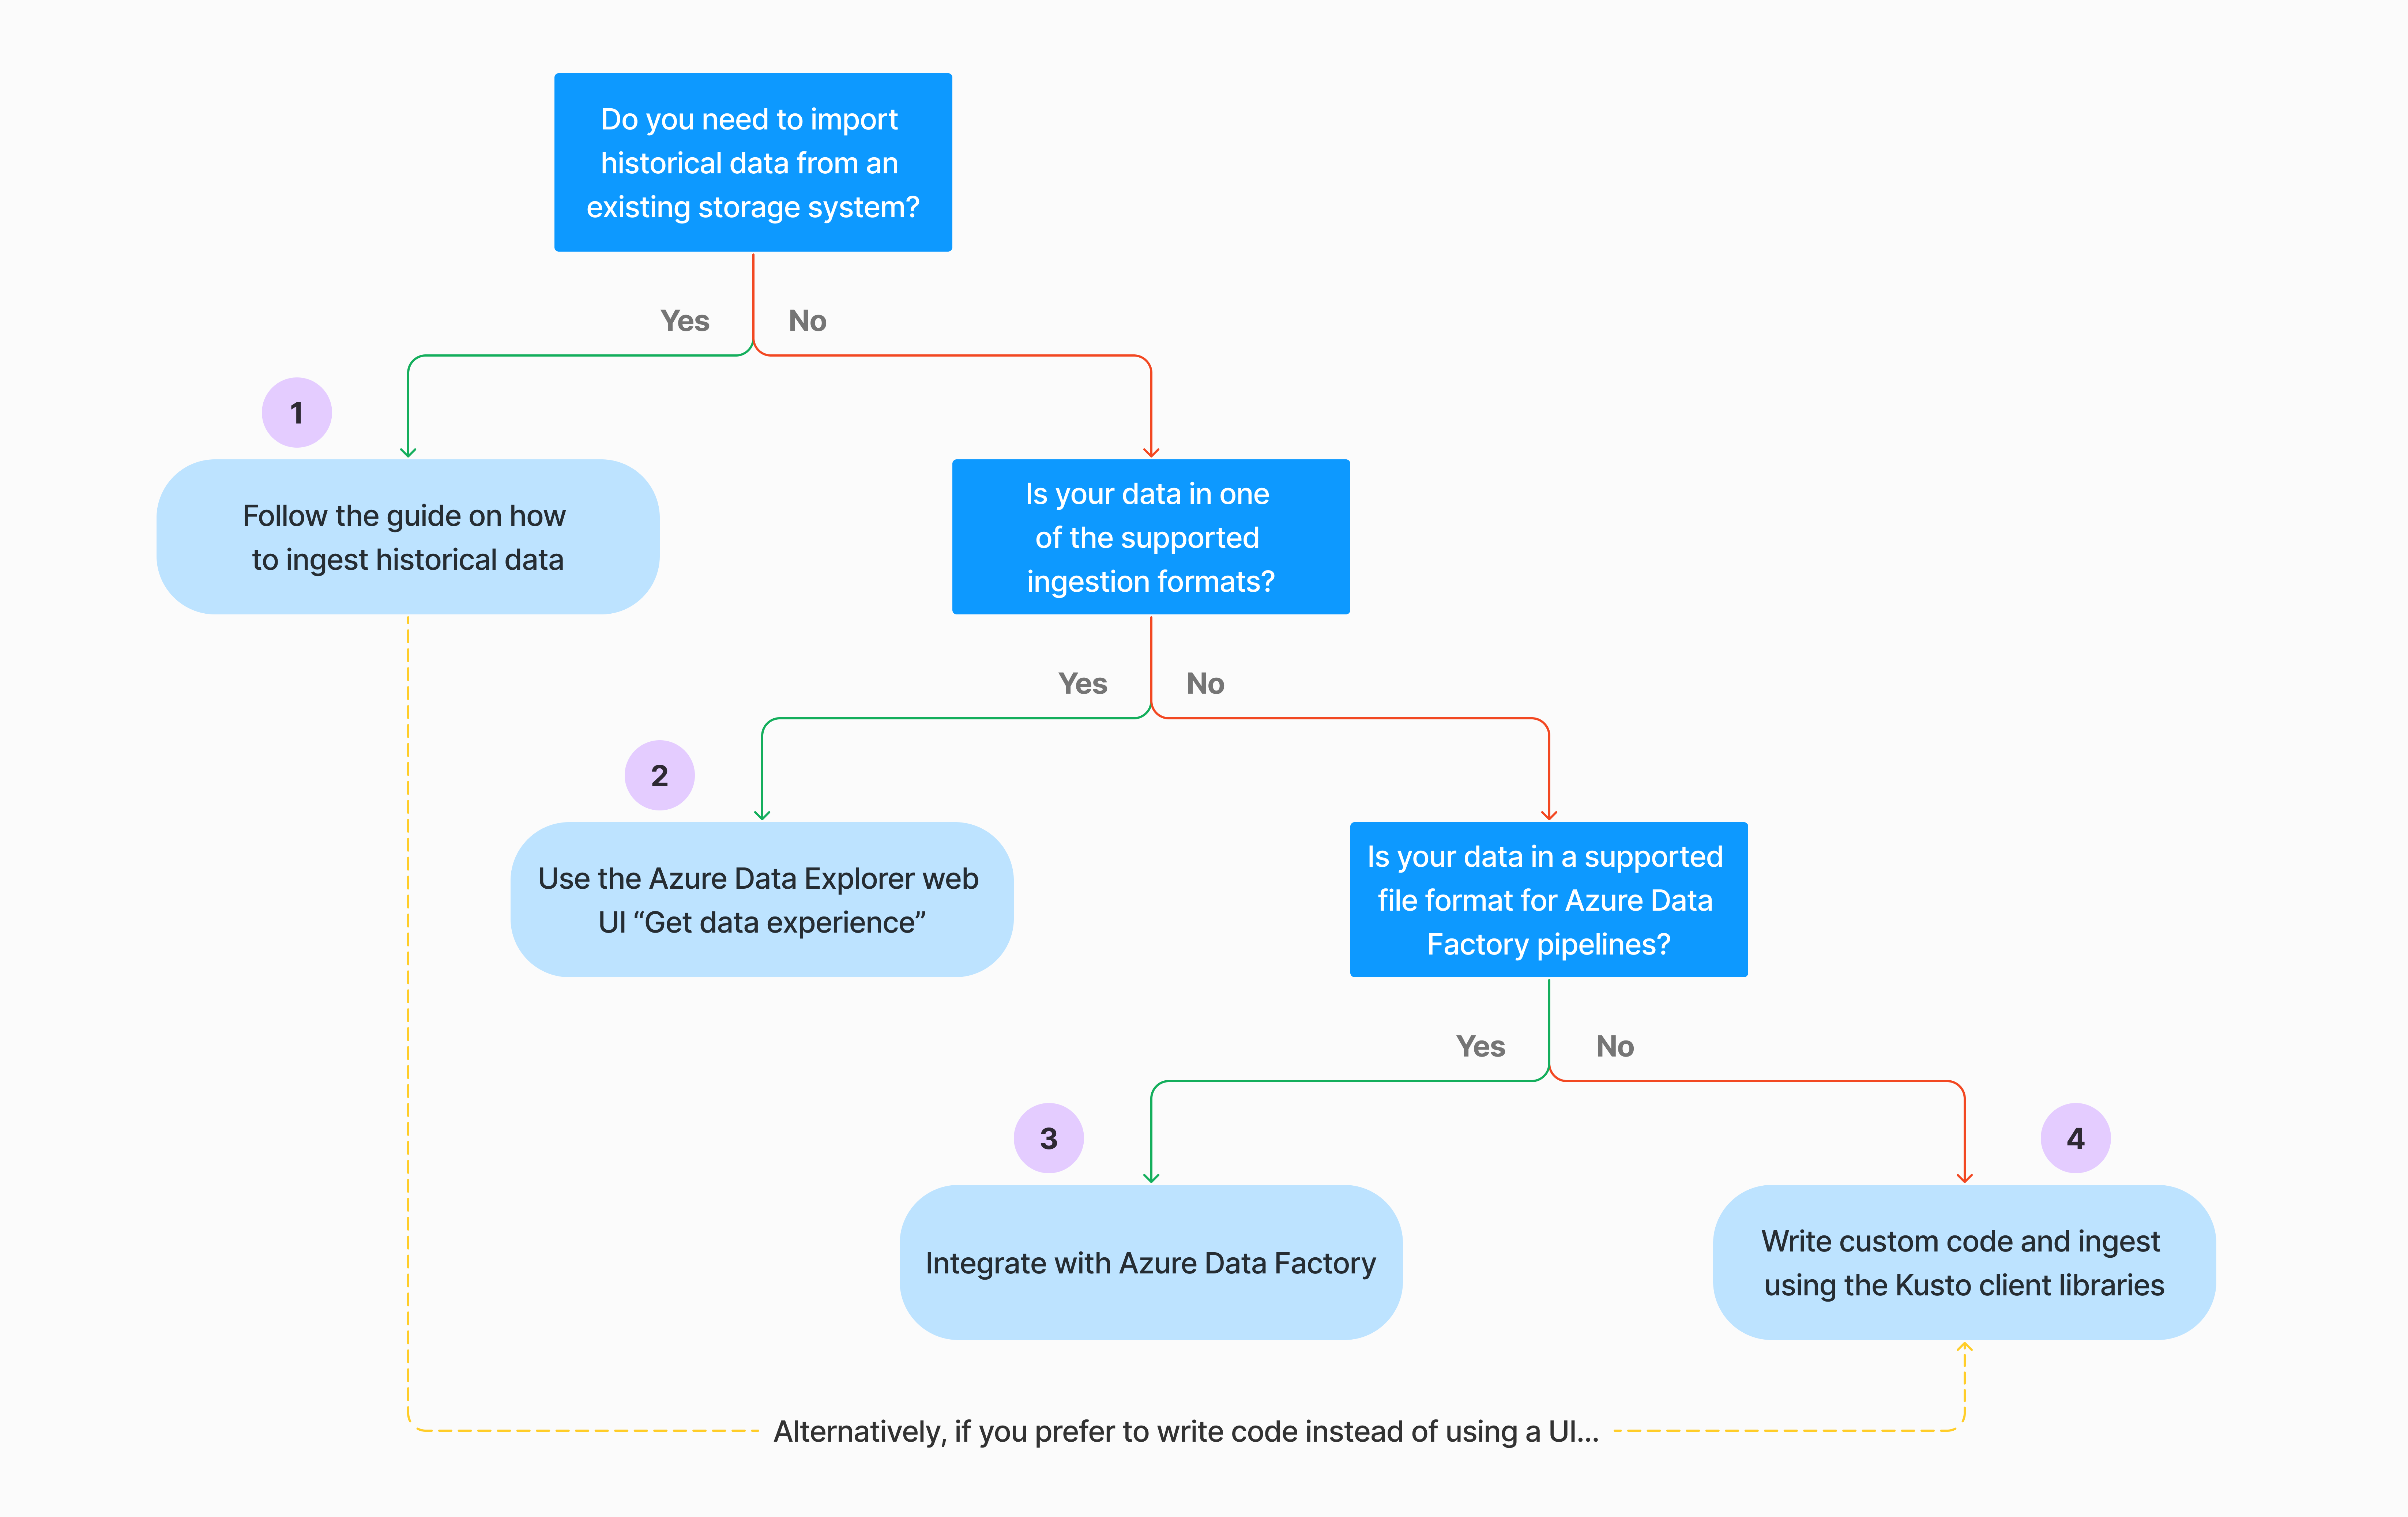 Do you need to import
historical data from an
existing storage system?
Yes
No
1
Follow the guide on how
to ingest historical data
Is your data in one
of the supported
ingestion formats?
Yes
No
2
Use the Azure Data Explorer web
UI “Get data experience”
Is your data in a supported
file format for Azure Data
Factory pipelines?
Yes
No
3
Integrate with Azure Data Factory
4
Write custom code and ingest
using the Kusto client libraries
Alternatively, if you prefer to write code instead of using a UI...